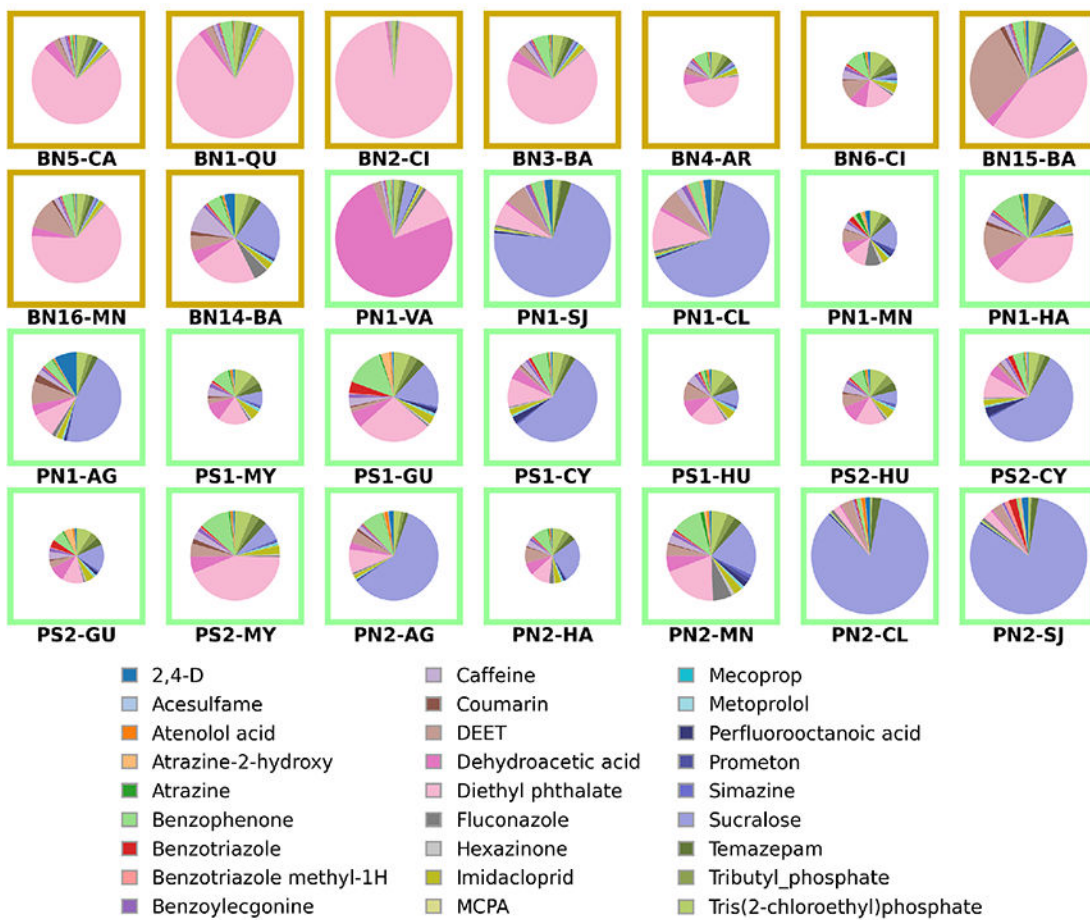 BN5-CA BN1-QU BN2-CI BN3-BA BN4-AR BN6-CI BN15-BA
BN16-MN BN14-BA PN1-VA PN1-SJ PN1-CL PN1-MN PN1-HA
PN1-AG PS1-MY PS1-GU PS1-CY PS1-HU PS2-HU PS2-CY
PS2-GU PS2-MY PN2-AG PN2-HA PN2-MN PN2-CL PN2-SJ
2,4-D Caffeine Mecoprop
Acesulfame Coumarin Metoprolol
Atenolol acid DEET Perfluorooctanoic acid
Atrazine-2-hydroxy Dehydroacetic acid Prometon
Atrazine Diethyl phthalate Simazine
Benzophenone Fluconazole Sucralose
Benzotriazole Hexazinone Temazepam
Benzotriazole methyl-1H Imidacloprid Tributyl_phosphate
Benzoylecgonine MCPA Tris(2-chloroethyl)phosphate